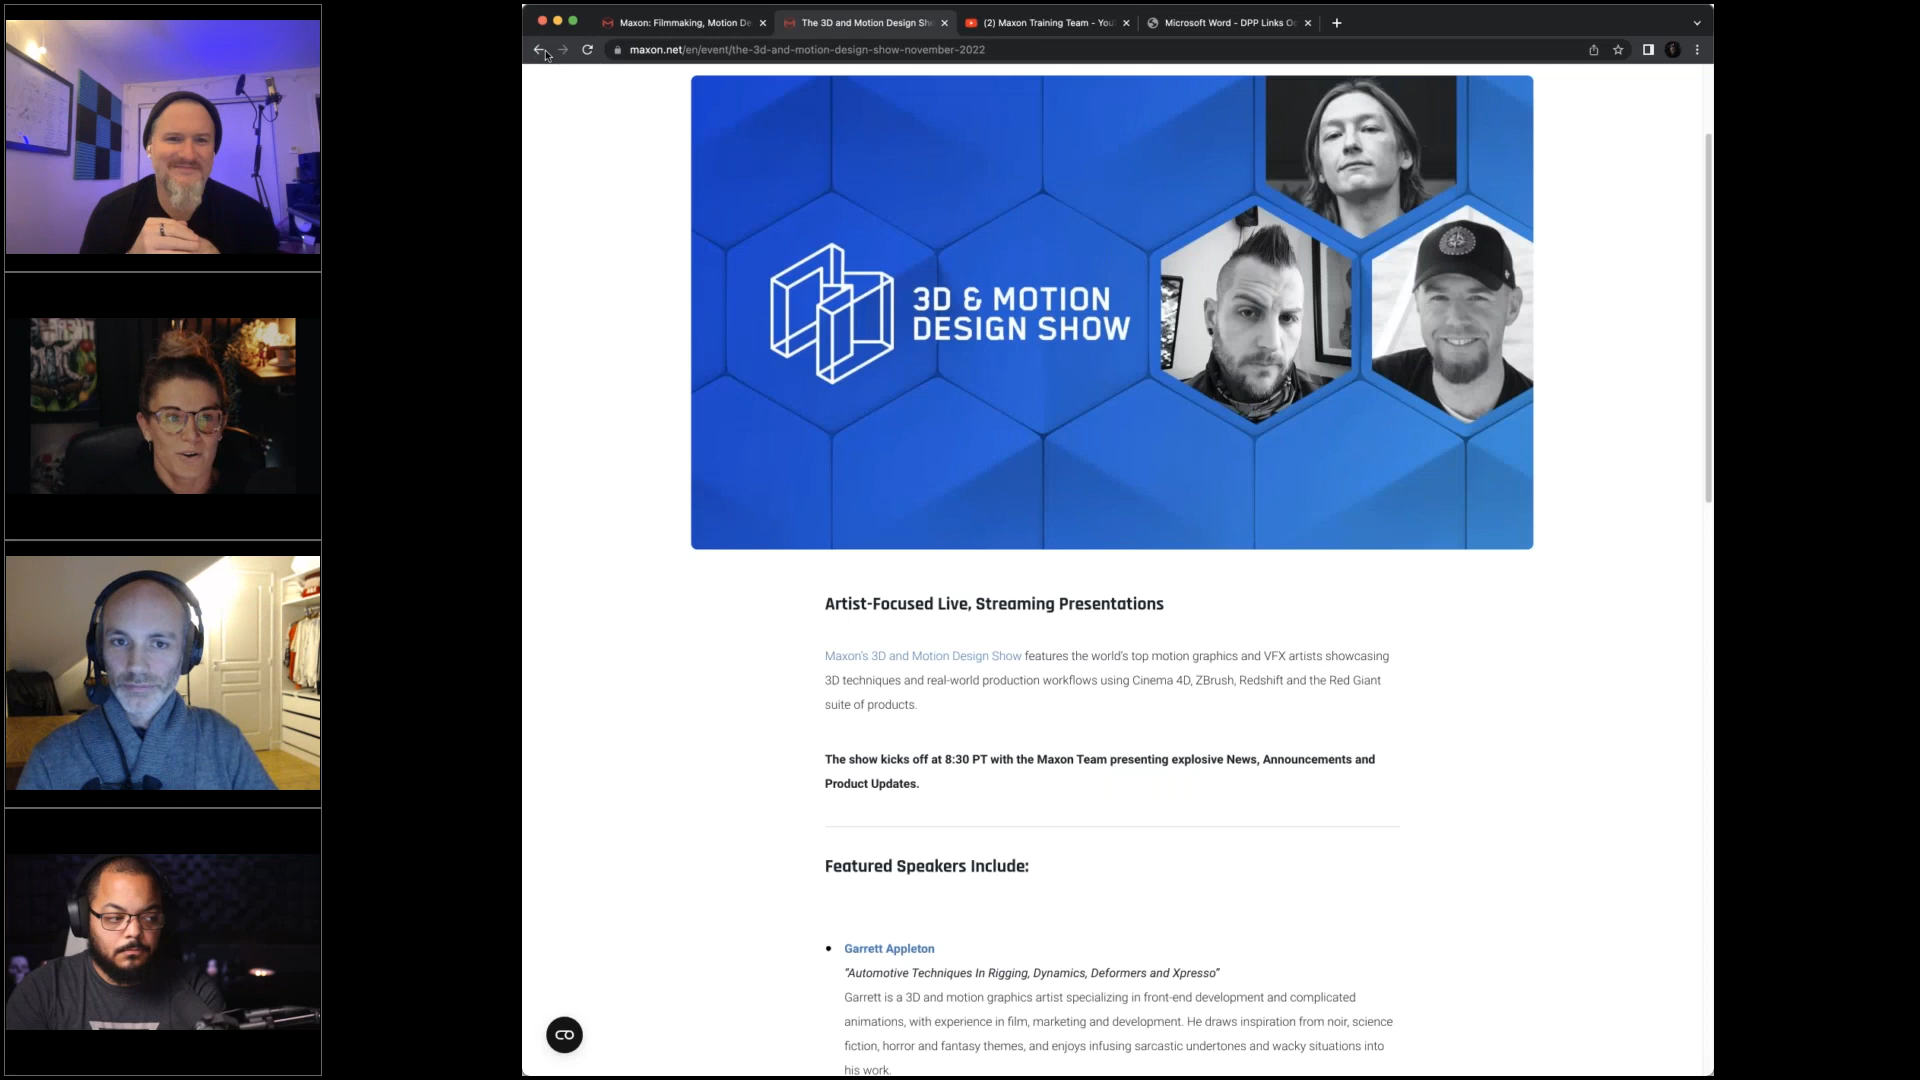 Maxon: Filmmaking, Motion De
The 3D and Motion Design Sh
(2) Maxon Training Team - You
Microsoft Word - DPP Links Oc
maxon.net/en/event/the-3d-and-motion-design-show-november-2022
3D & MOTION
DESIGN SHOW
Artist-Focused Live, Streaming Presentations
Maxon's 3D and Motion Design Show features the world's top motion graphics and VFX artists showcasing
3D techniques and real-world production workflows using Cinema 4D, ZBrush, Redshift and the Red Giant
suite of products.
The show kicks off at 8:30 PT with the Maxon Team presenting explosive News, Announcements and
Product Updates.
Featured Speakers Include:
Garrett Appleton
“Automotive Techniques In Rigging, Dynamics, Deformers and Xpresso”
Garrett is a 3D and motion graphics artist specializing in front-end development and complicated
animations, with experience in film, marketing and development. He draws inspiration from noir, science
fiction, horror and fantasy themes, and enjoys infusing sarcastic undertones and wacky situations into
his work.